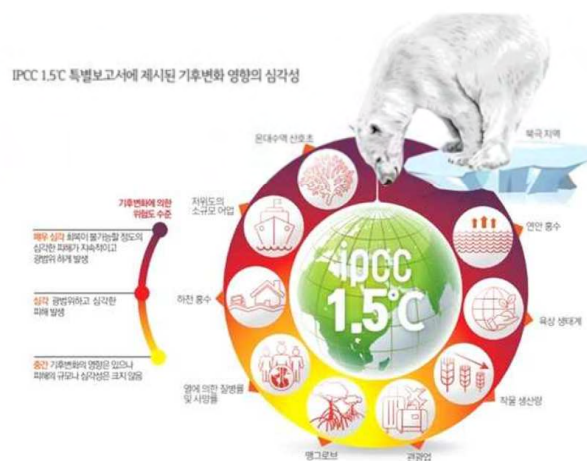 IPCC 1.5℃ 특별보고서에 제시된 기후변화 영향의 심각성
온대수역 산호초
북극 지역
기후변화에 의한
위험도 수준
저위도의
소규모 어업
매우 심각 회복이 불가능할 정도의
심각한 피해가 지속적이고
광범위 하게 발생
연안 홍수
ipcc
1.5℃
심각 광범위하고 심각한
피해 발생
하천 홍수
육상 생태계
중간 기후변화의 영향은 있으나
피해의 규모나 심각성은 크지 않음
열에 의한 질병률
및 사망률
작물 생산량
맹그로브
관광업